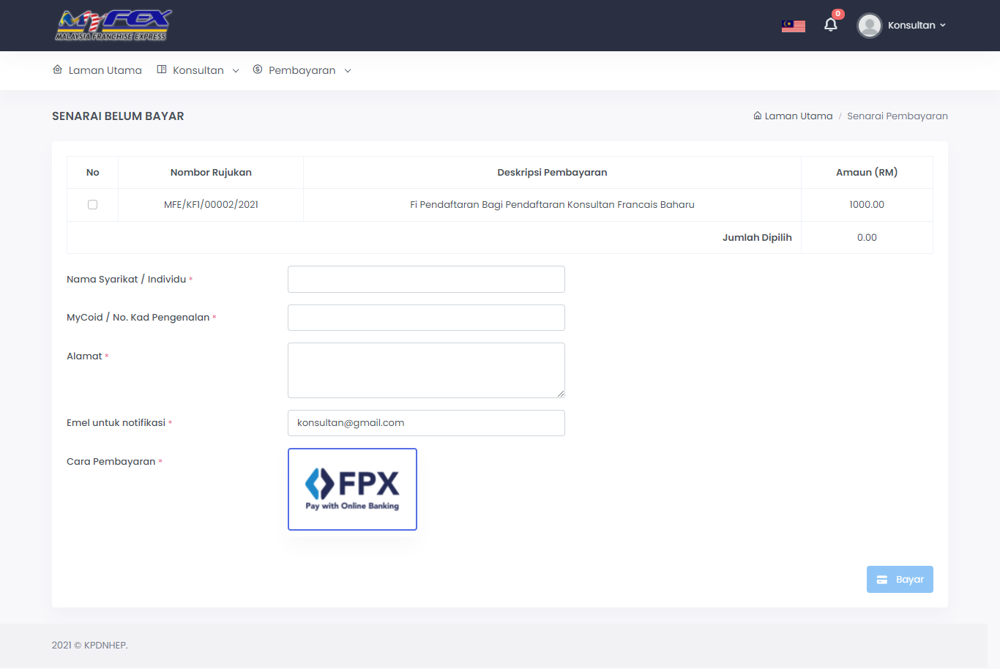 MyFEX
MALAYSIA FRANCHISE EXPRESS
0
Konsultan
Laman Utama Konsultan Pembayaran
SENARAI BELUM BAYAR
Laman Utama / Senarai Pembayaran
No Nombor Rujukan Deskripsi Pembayaran Amaun (RM)
MFE/KF1/00002/2021 Fi Pendaftaran Bagi Pendaftaran Konsultan Francais Baharu 1000.00
Jumlah Dipilih 0.00
Nama Syarikat / Individu *
MyCoid / No. Kad Pengenalan *
Alamat *
Emel untuk notifikasi * konsultan@gmail.com
Cara Pembayaran *
FPX
Pay with Online Banking
Bayar
2021 © KPDNHEP.